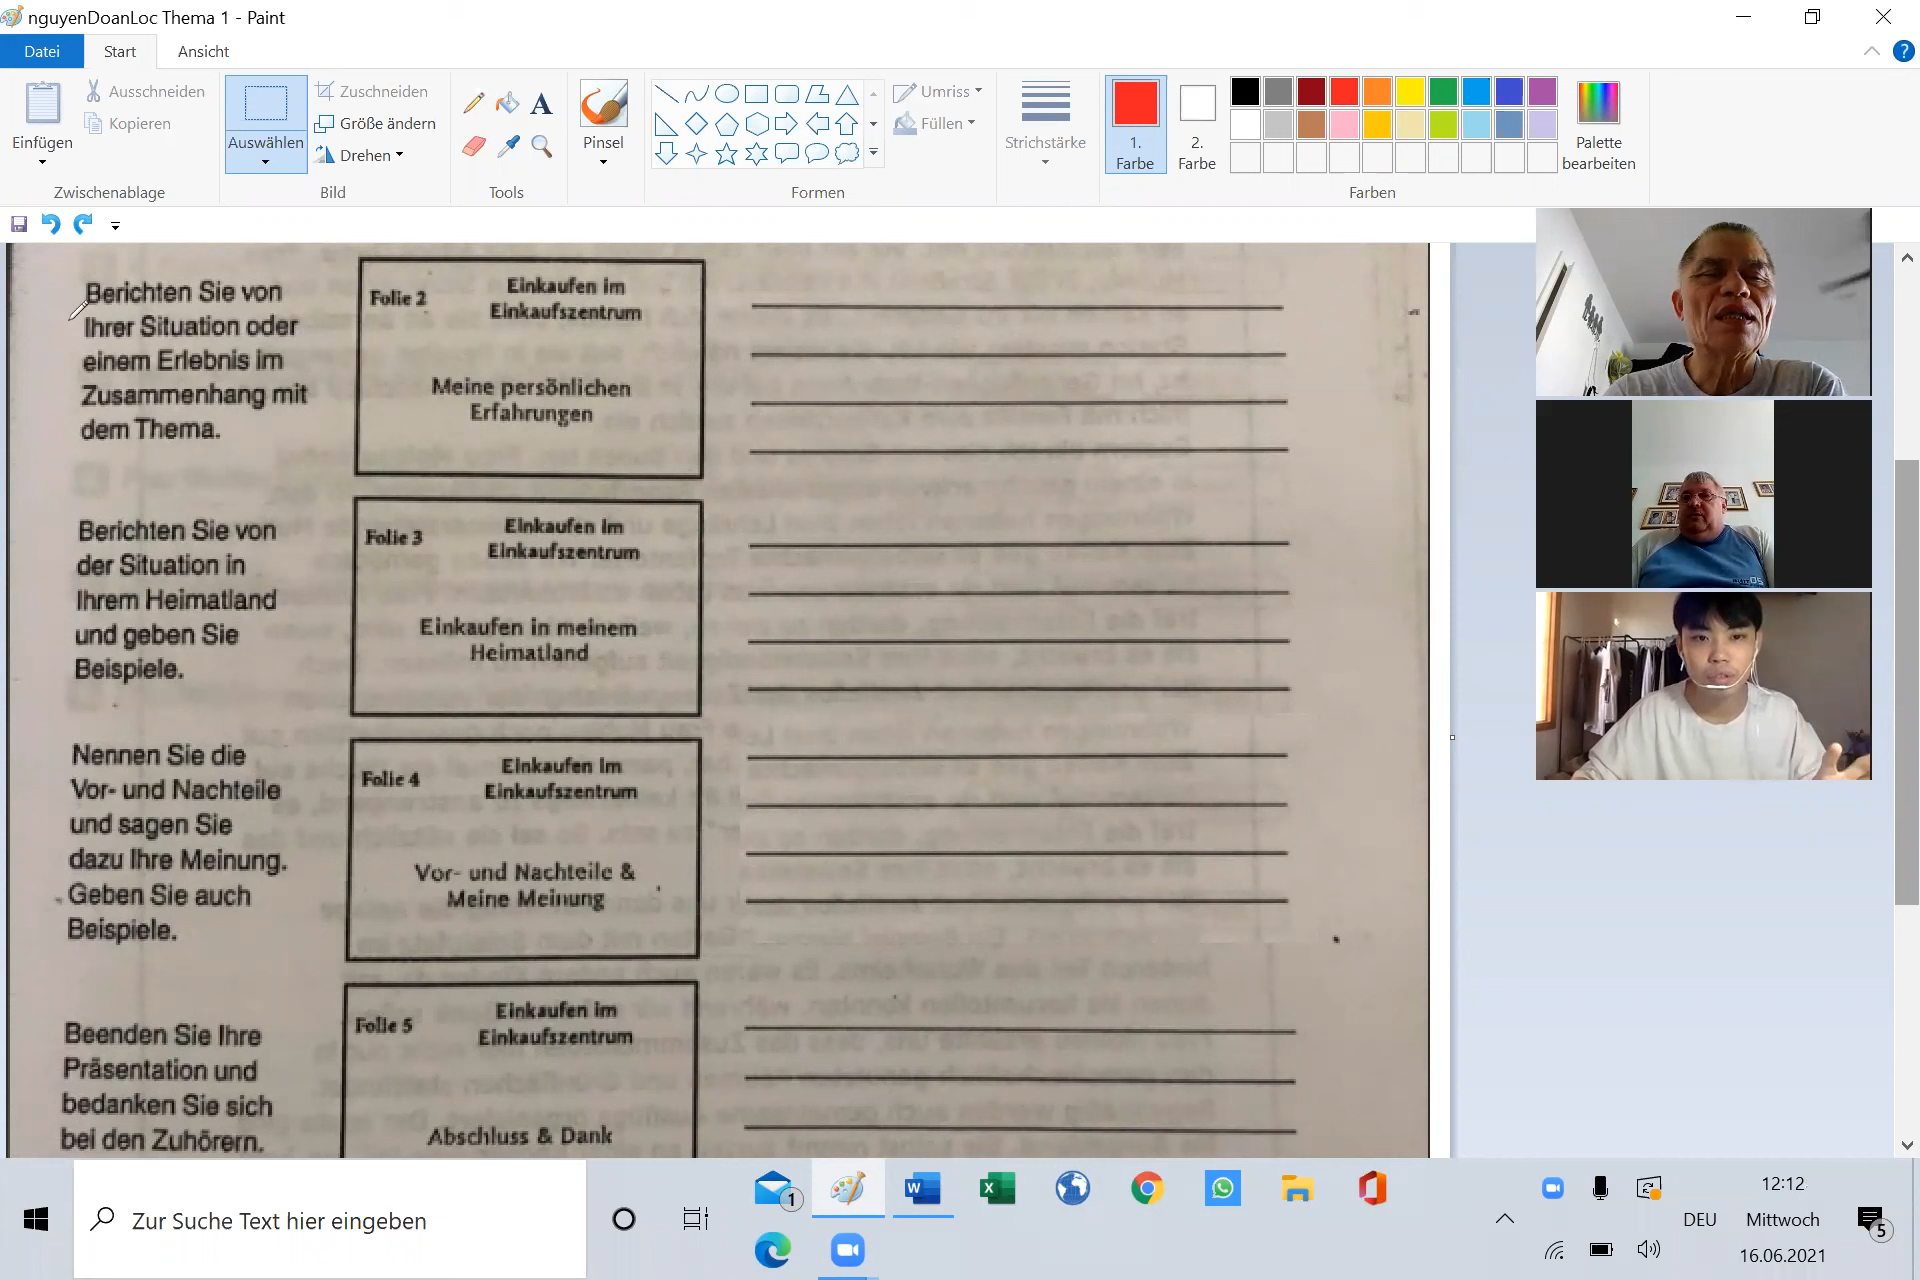 nguyenDoanLoc Thema 1 - Paint
Datei
Start
Ansicht
Einfügen
Ausschneiden
Kopieren
Zwischenablage
Auswählen
Zuschneiden
Größe ändern
Drehen
Bild
A
Tools
Pinsel
Umriss
Füllen
Formen
Strichstärke
1.
Farbe
2.
Farbe
Palette
bearbeiten
Farben
Berichten Sie von
Ihrer Situation oder
einem Erlebnis im
Zusammenhang mit
dem Thema.
Folie 2
Einkaufen im
Einkaufszentrum
Meine persönlichen
Erfahrungen
Berichten Sie von
der Situation in
Ihrem Heimatland
und geben Sie
Beispiele.
Folie 3
Einkaufen im
Einkaufszentrum
Einkaufen in meinem
Heimatland
Nennen Sie die
Vor- und Nachteile
und sagen Sie
dazu Ihre Meinung.
Geben Sie auch
Beispiele.
Folie 4
Einkaufen im
Einkaufszentrum
Vor- und Nachteile &
Meine Meinung
Beenden Sie Ihre
Präsentation und
bedanken Sie sich
bei den Zuhörern.
Folie 5
Einkaufen im
Einkaufszentrum
Abschluss & Dank
Zur Suche Text hier eingeben
1
W
X
DEU
12:12
Mittwoch
16.06.2021
5